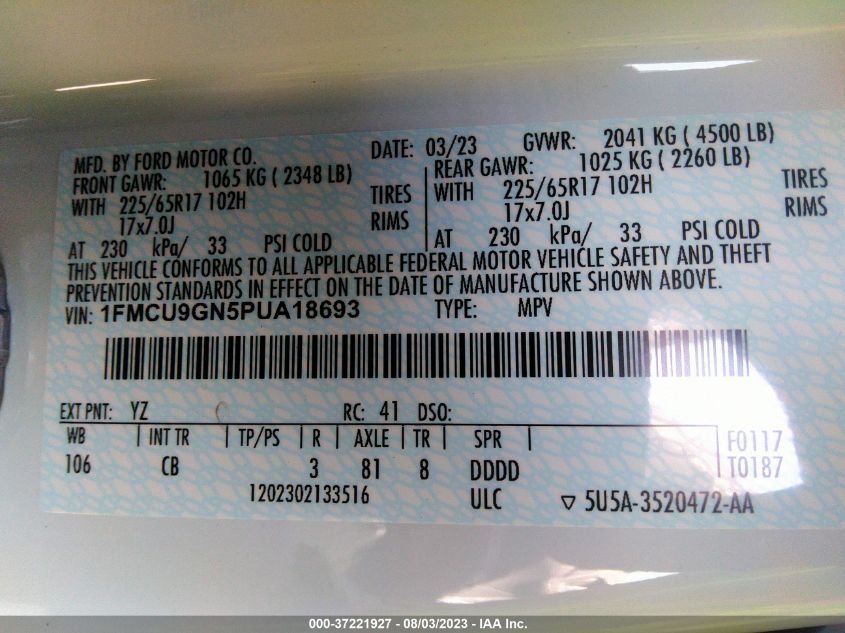 MFD. BY FORD MOTOR CO. DATE: 03/23 GVWR: 2041 KG ( 4500 LB)
FRONT GAWR: 1065 KG ( 2348 LB) REAR GAWR: 1025 KG ( 2260 LB)
WITH 225/65R17 102H TIRES WITH 225/65R17 102H TIRES
17x7.0J RIMS 17x7.0J RIMS
AT 230 kPa/ 33 PSI COLD AT 230 kPa/ 33 PSI COLD
THIS VEHICLE CONFORMS TO ALL APPLICABLE FEDERAL MOTOR VEHICLE SAFETY AND THEFT
PREVENTION STANDARDS IN EFFECT ON THE DATE OF MANUFACTURE SHOWN ABOVE.
VIN: 1FMCU9GN5PUA18693 TYPE: MPV
EXT PNT: YZ RC: 41 DSO:
WB INT TR TP/PS R AXLE TR SPR F0117
106 CB 3 81 8 DDDD T0187
1202302133516 ULC ▽ 5U5A-3520472-AA
000-37221927 - 08/03/2023 - IAA Inc.